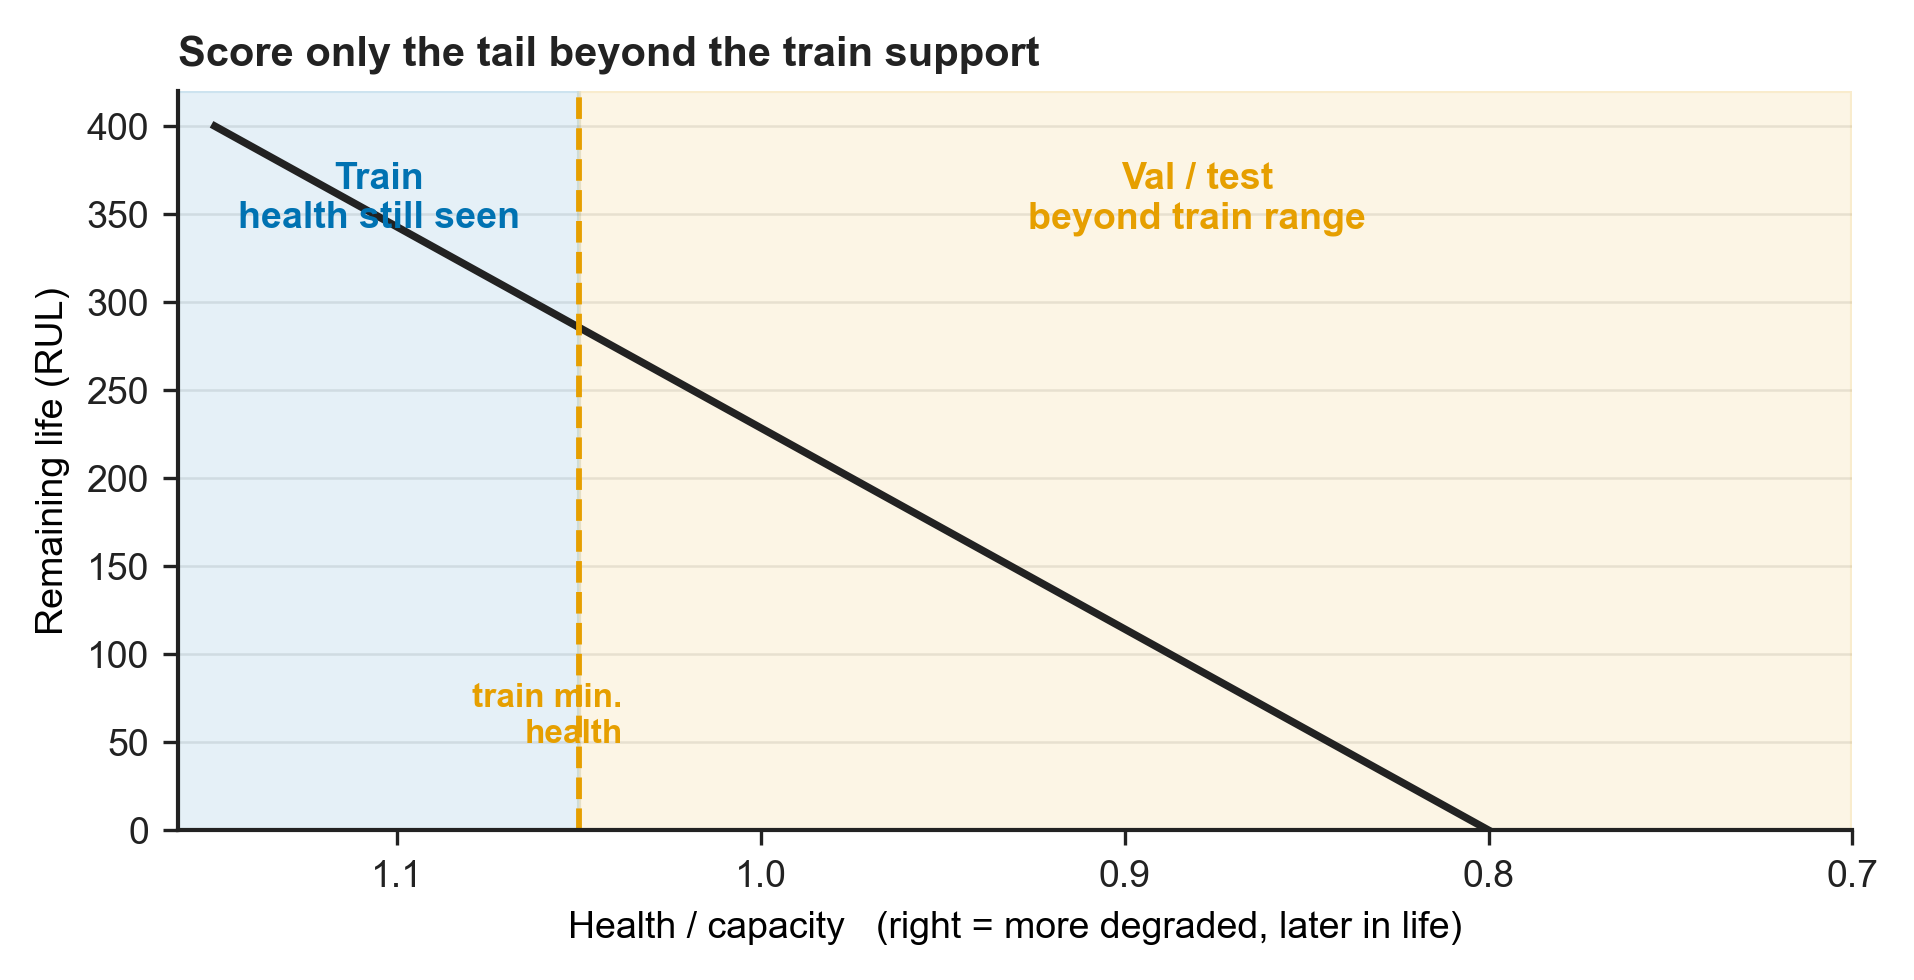 Score only the tail beyond the train support
Remaining life (RUL)
400
350
300
250
200
150
100
50
0
Train
health still seen
Val / test
beyond train range
train min.
health
1.1
1.0
0.9
0.8
0.7
Health / capacity   (right = more degraded, later in life)